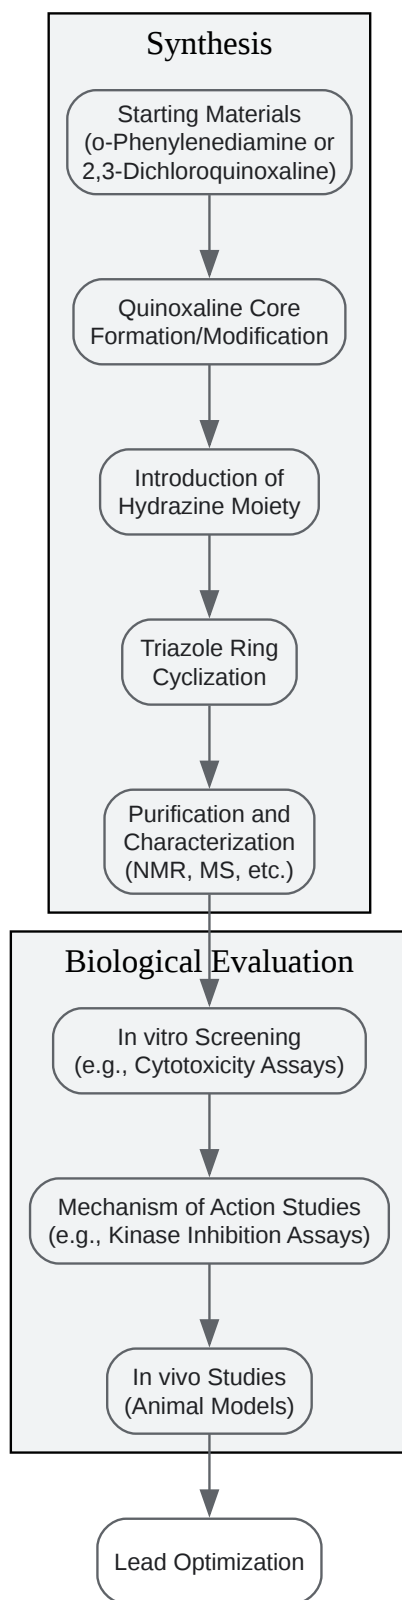 Synthesis
Starting Materials
(o-Phenylenediamine or
2,3-Dichloroquinoxaline)
Quinoxaline Core
Formation/Modification
Introduction of
Hydrazine Moiety
Triazole Ring
Cyclization
Purification and
Characterization
(NMR, MS, etc.)
Biological Evaluation
In vitro Screening
(e.g., Cytotoxicity Assays)
Mechanism of Action Studies
(e.g., Kinase Inhibition Assays)
In vivo Studies
(Animal Models)
Lead Optimization